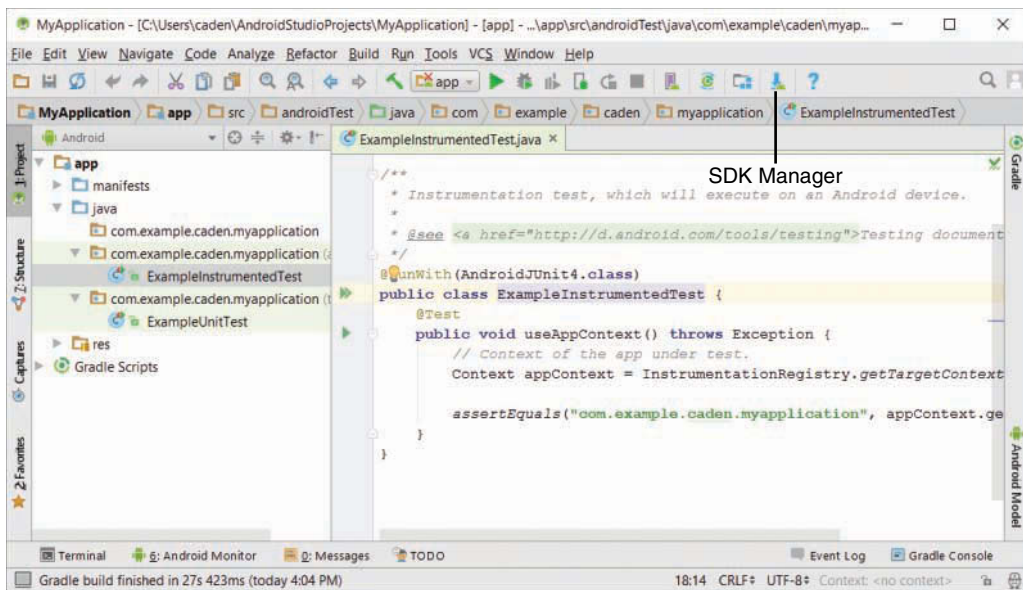 MyApplication - [C:\Users\caden\AndroidStudioProjects\MyApplication] - [app] - ...\app\src\androidTest\java\com\example\caden\myap...
File Edit View Navigate Code Analyze Refactor Build Run Tools VCS Window Help
app
MyApplication app src androidTest java com example caden myapplication ExampleInstrumentedTest
Android
ExampleInstrumentedTest.java
1: Project
Z: Structure
Captures
2: Favorites
app
manifests
java
com.example.caden.myapplication
com.example.caden.myapplication (a
ExampleInstrumentedTest
com.example.caden.myapplication (t
ExampleUnitTest
res
Gradle Scripts
SDK Manager
/**
* Instrumentation test, which will execute on an Android device.
*
* @see <a href="http://d.android.com/tools/testing">Testing document
*/
@RunWith(AndroidJUnit4.class)
public class ExampleInstrumentedTest {
@Test
public void useAppContext() throws Exception {
// Context of the app under test.
Context appContext = InstrumentationRegistry.getTargetContext
assertEquals("com.example.caden.myapplication", appContext.ge
}
}
Gradle
Android Model
Terminal 6: Android Monitor 0: Messages TODO Event Log Gradle Console
Gradle build finished in 27s 423ms (today 4:04 PM) 18:14 CRLF UTF-8 Context: <no context>